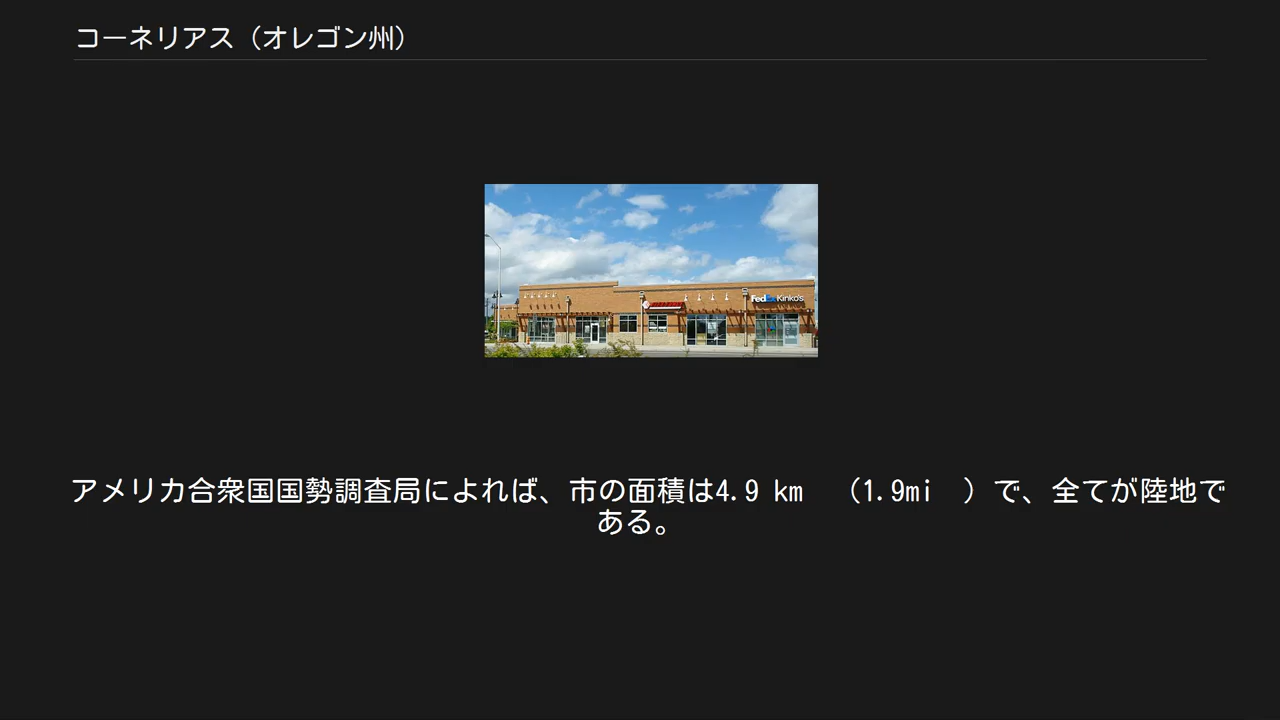 コーネリアス（オレゴン州）
FedEx Kinko's
アメリカ合衆国国勢調査局によれば、市の面積は4.9 km （1.9mi ）で、全てが陸地で
ある。